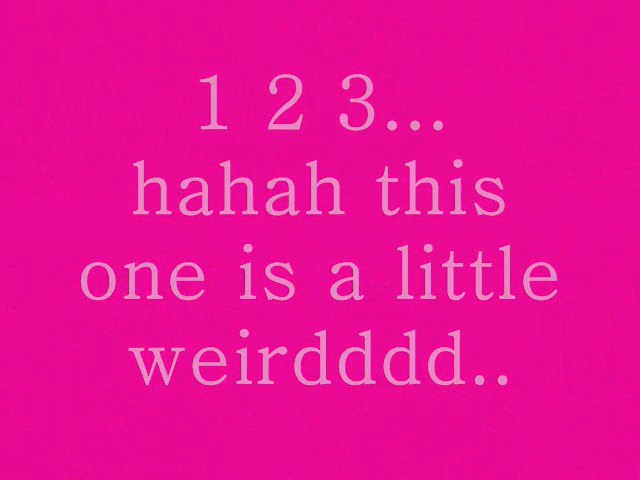 1 2 3...
hahah this
one is a little
weirdddd..